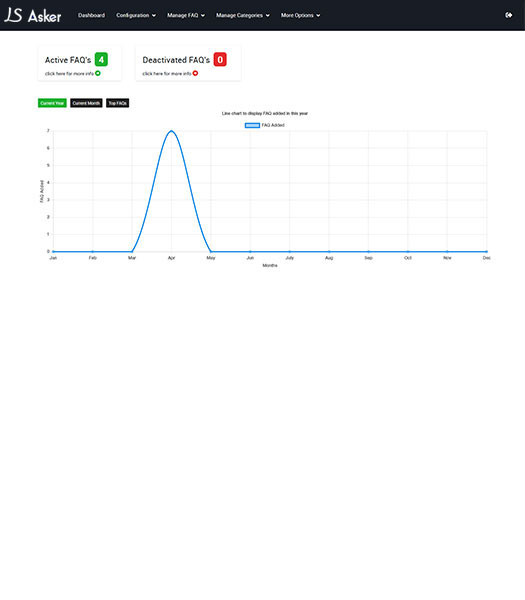 JS Asker Dashboard Configuration Manage FAQ Manage Categories More Options
Active FAQ's 4
click here for more info
Deactivated FAQ's 0
click here for more info
Current Year Current Month Top FAQs
Line chart to display FAQ added in this year
FAQ Added
7
6
5
4
3
2
1
0
FAQ Added
Jan Feb Mar Apr May Jun July Aug Sep Oct Nov Dec
Months